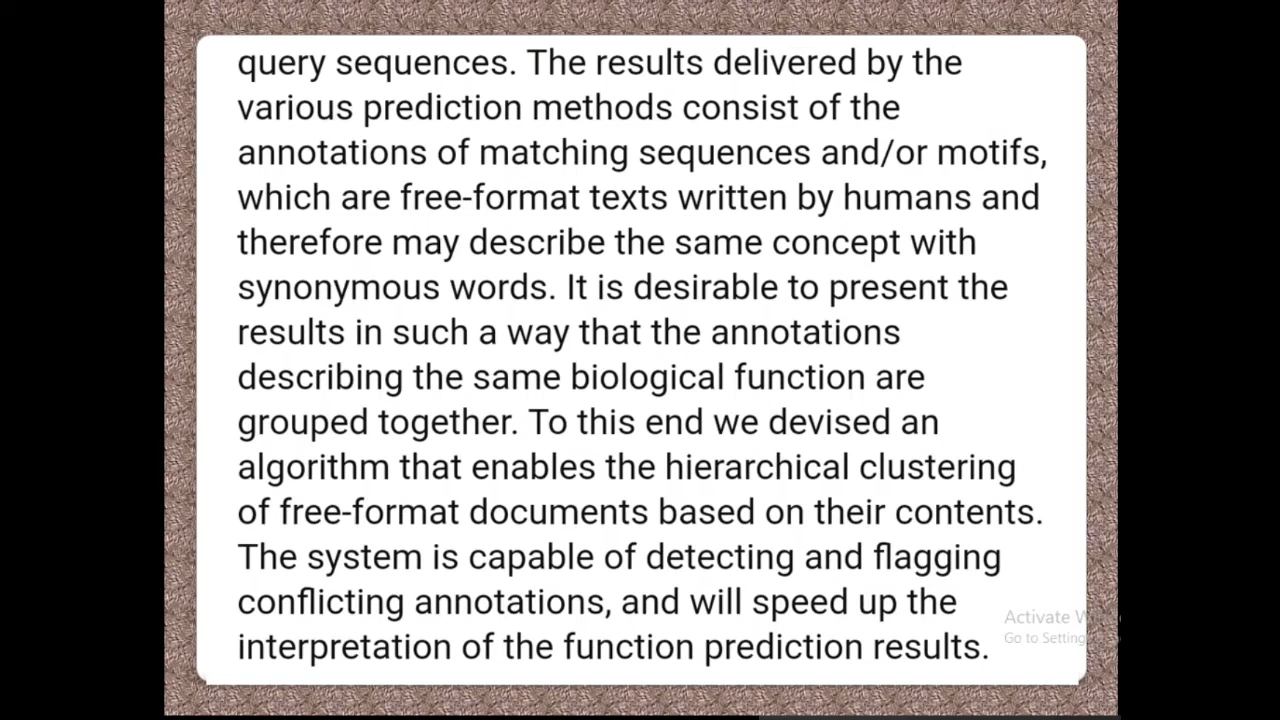 query sequences. The results delivered by the
various prediction methods consist of the
annotations of matching sequences and/or motifs,
which are free-format texts written by humans and
therefore may describe the same concept with
synonymous words. It is desirable to present the
results in such a way that the annotations
describing the same biological function are
grouped together. To this end we devised an
algorithm that enables the hierarchical clustering
of free-format documents based on their contents.
The system is capable of detecting and flagging
conflicting annotations, and will speed up the
interpretation of the function prediction results.
Activate W
Go to Setting